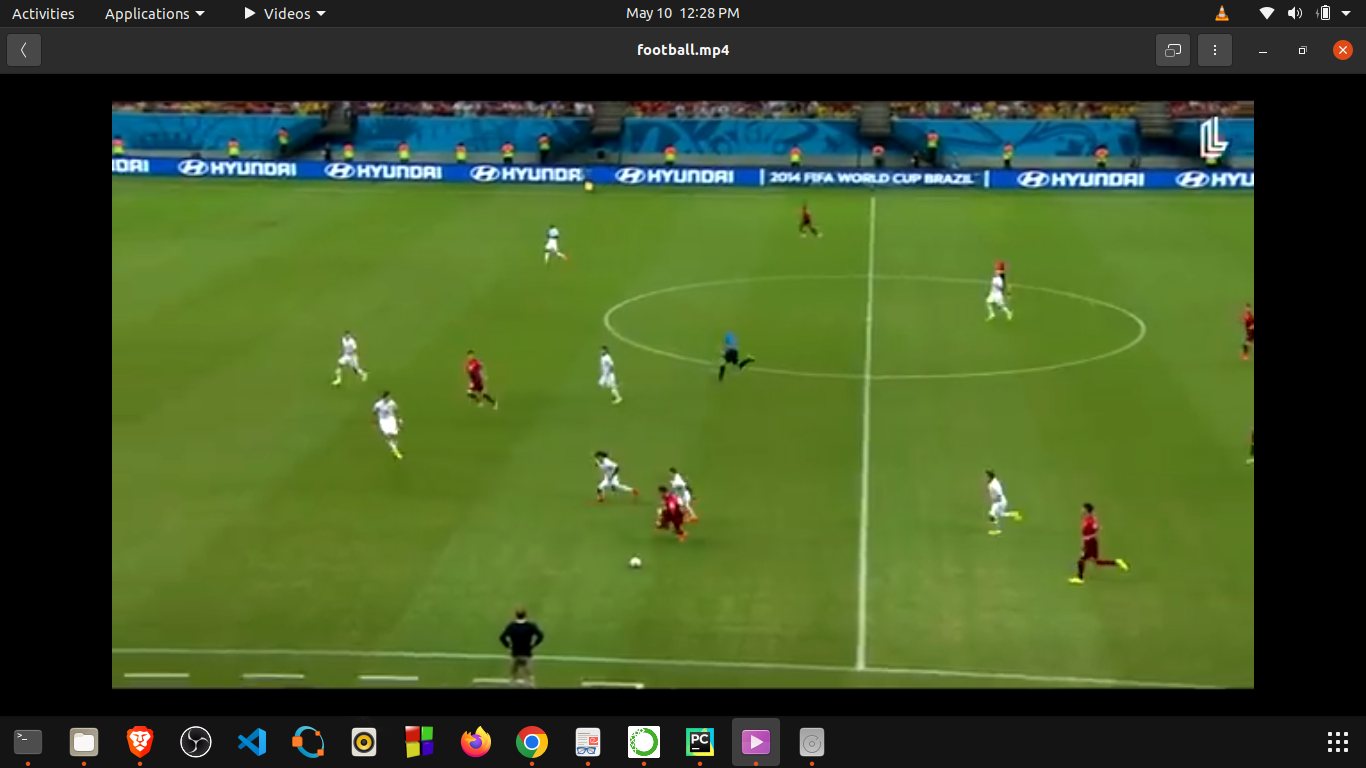 Activities Applications Videos May 10 12:28 PM
football.mp4
HYUNDAI HYUNDAI HYUNDAI HYUNDAI 2014 FIFA WORLD CUP BRAZIL HYUNDAI
PC